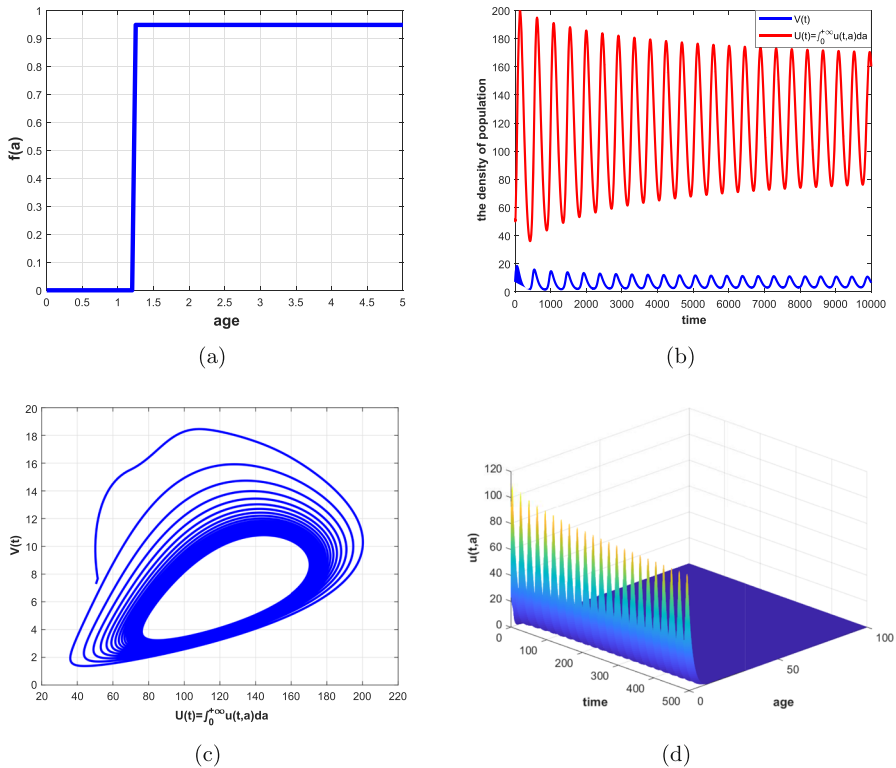 1
0.9
0.8
0.7
0.6
0.5
0.4
0.3
0.2
0.1
0
f(a)
0 0.5 1 1.5 2 2.5 3 3.5 4 4.5 5
age
(a)
200
180
160
140
120
100
80
60
40
20
0
the density of population
V(t)
U(t)=∫₀⁺∞u(t,a)da
0 1000 2000 3000 4000 5000 6000 7000 8000 9000 10000
time
(b)
20
18
16
14
12
10
8
6
4
2
0
V(t)
20 40 60 80 100 120 140 160 180 200 220
U(t)=∫₀⁺∞u(t,a)da
(c)
120
100
80
60
40
20
0
u(t,a)
0 100 200 300 400 500
time
0 50 100
age
(d)